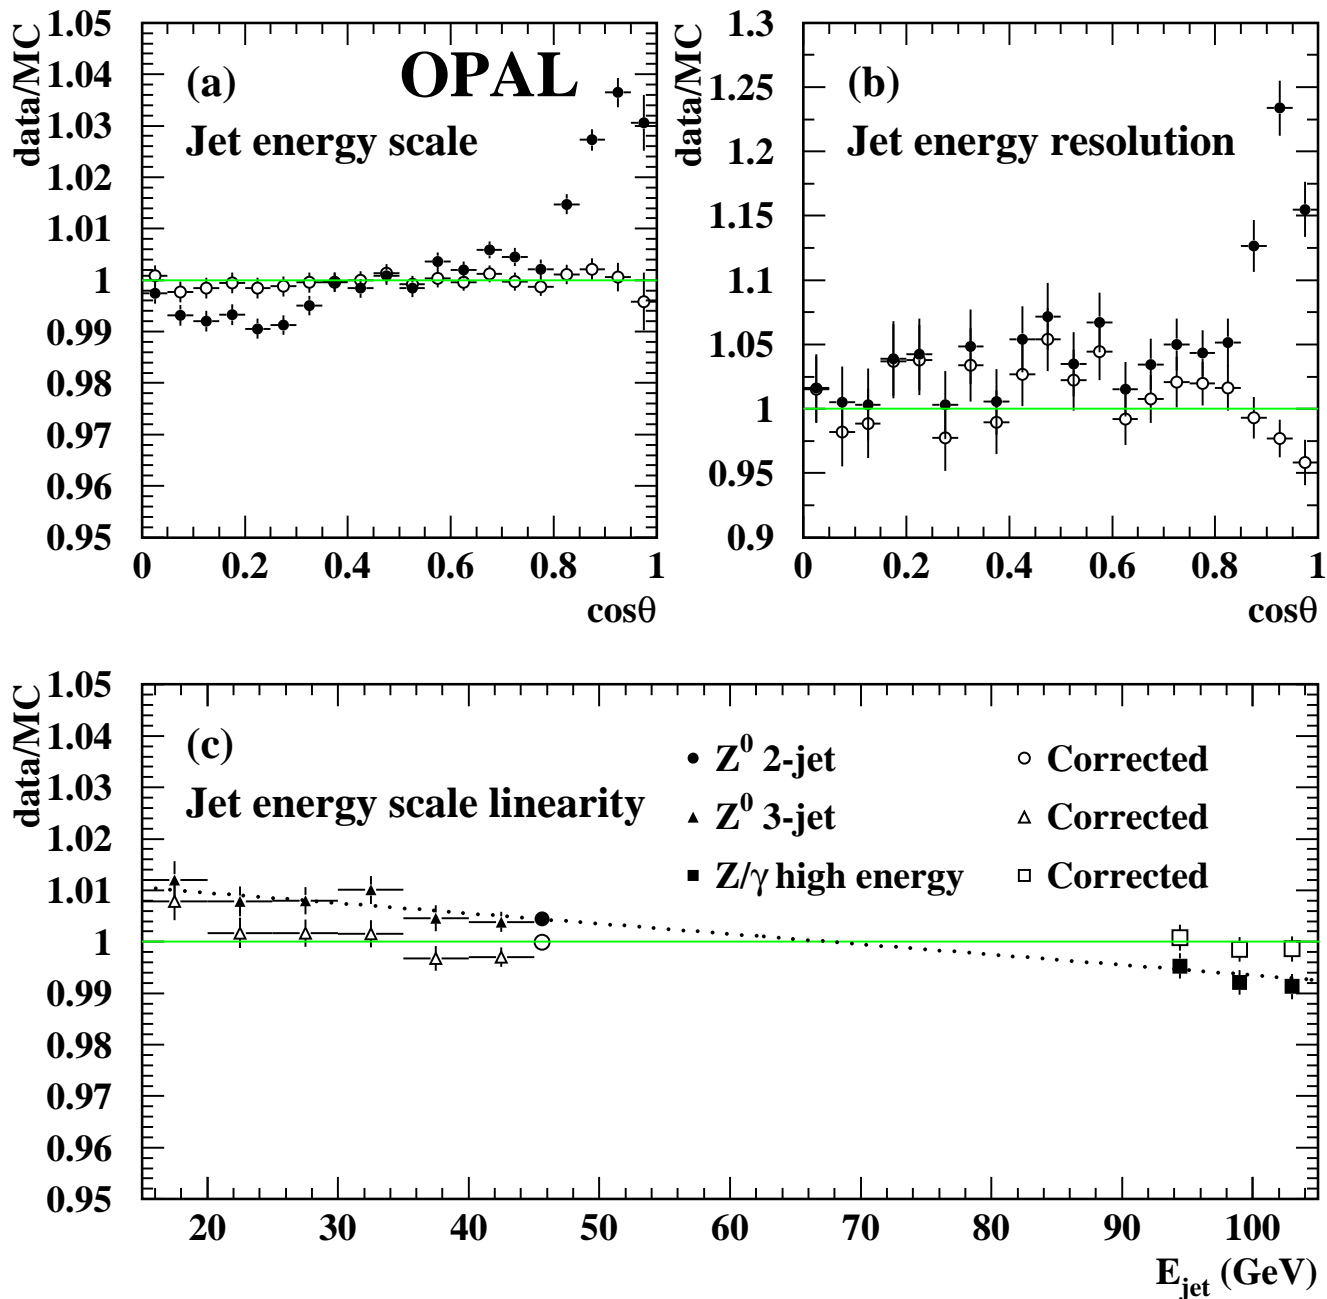 data/MC
1.05
1.04
1.03
1.02
1.01
1
0.99
0.98
0.97
0.96
0.95
(a) OPAL
Jet energy scale
0 0.2 0.4 0.6 0.8 1
cosθ
data/MC
1.3
1.25
1.2
1.15
1.1
1.05
1
0.95
0.9
(b)
Jet energy resolution
0 0.2 0.4 0.6 0.8 1
cosθ
data/MC
1.05
1.04
1.03
1.02
1.01
1
0.99
0.98
0.97
0.96
0.95
(c)
Jet energy scale linearity
Z⁰ 2-jet Corrected
Z⁰ 3-jet Corrected
Z/γ high energy Corrected
20 30 40 50 60 70 80 90 100
E_jet (GeV)